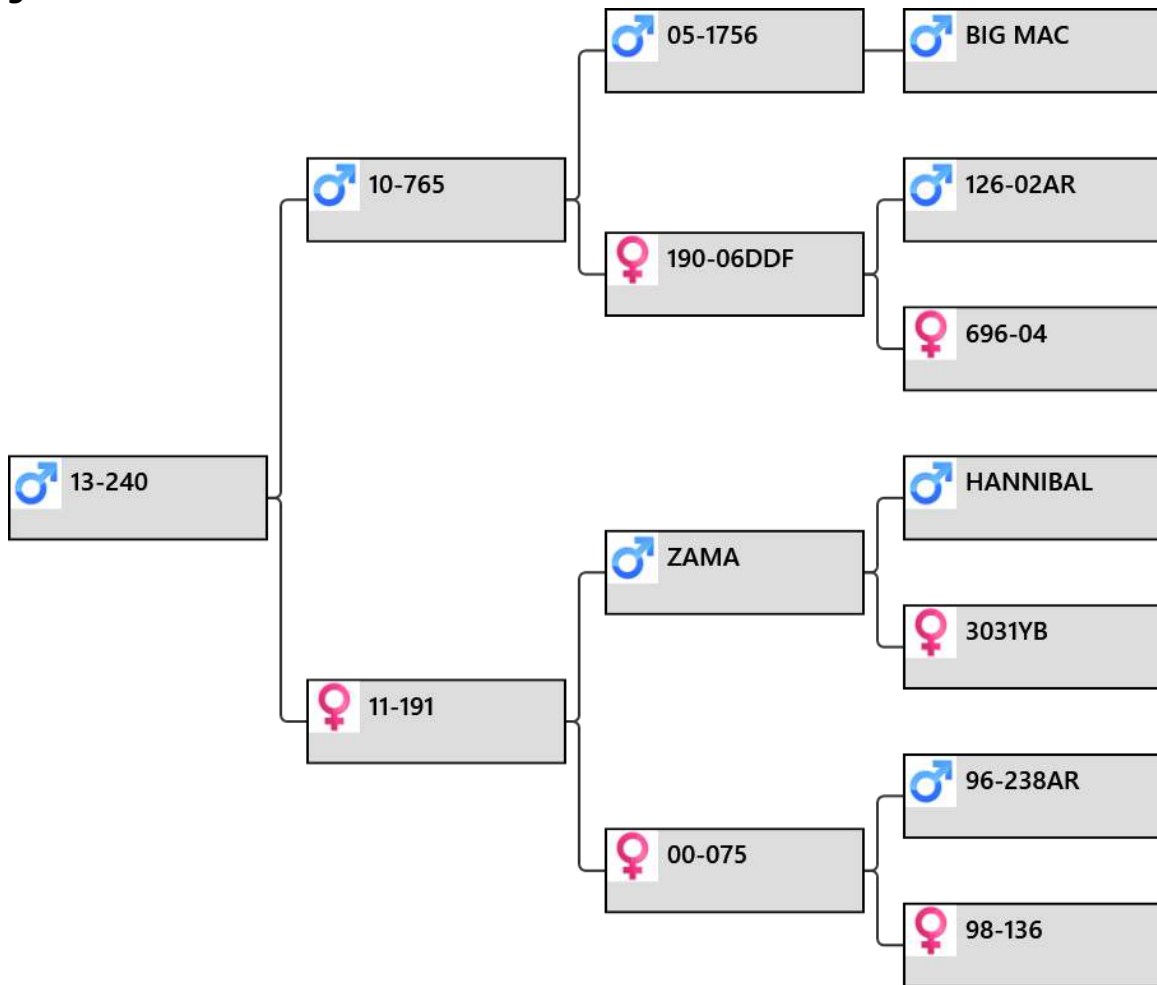 05-1756
BIG MAC
10-765
126-02AR
190-06DDF
696-04
13-240
HANNIBAL
ZAMA
3031YB
11-191
96-238AR
00-075
98-136